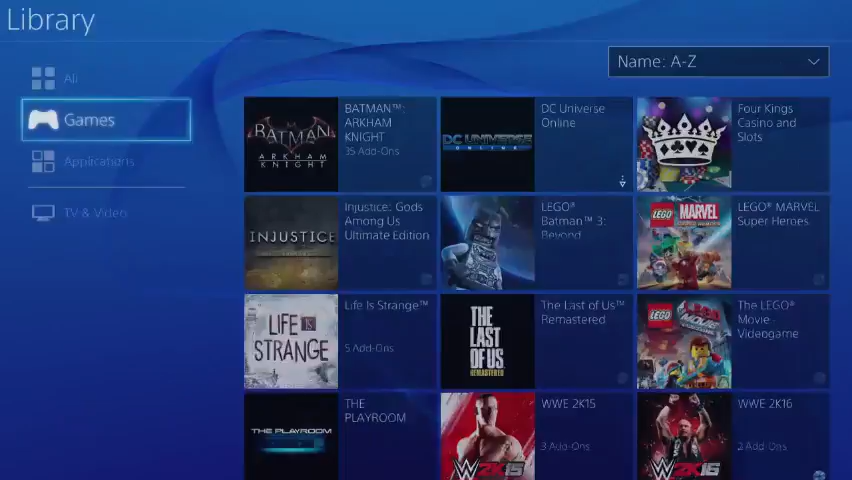 Library
Name: A-Z
All
Games
Applications
TV & Video
BATMAN
ARKHAM
KNIGHT
BATMAN™:
ARKHAM
KNIGHT
35 Add-Ons
DC UNIVERSE
ONLINE
DC Universe
Online
Four Kings
Casino and
Slots
INJUSTICE
Injustice: Gods
Among Us
Ultimate Edition
LEGO®
Batman™ 3:
Beyond
LEGO MARVEL
LEGO® MARVEL
Super Heroes
LIFE IS
STRANGE
Life Is Strange™
5 Add-Ons
THE
LAST
OF US
REMASTERED
The Last of Us™
Remastered
LEGO MOVIE
The LEGO®
Movie -
Videogame
THE PLAYROOM
THE
PLAYROOM
W2K15
WWE 2K15
3 Add-Ons
W2K16
WWE 2K16
2 Add-Ons